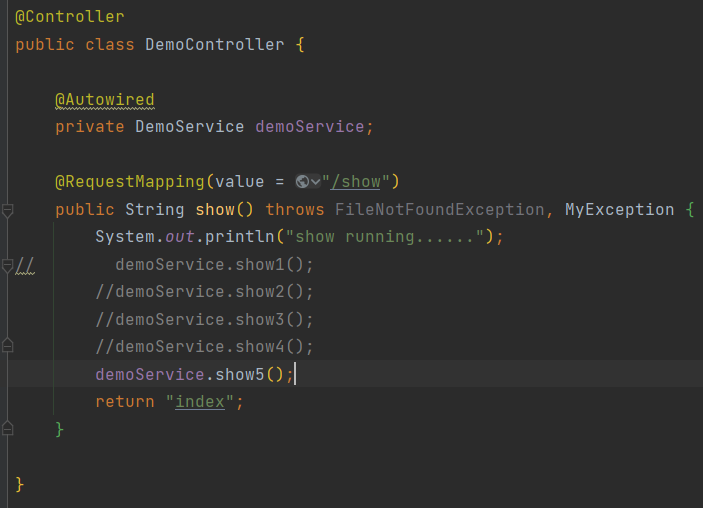 @Controller
public class DemoController {
@Autowired
private DemoService demoService;
@RequestMapping(value = "/show")
public String show() throws FileNotFoundException, MyException {
System.out.println("show running......");
// demoService.show1();
//demoService.show2();
//demoService.show3();
//demoService.show4();
demoService.show5();
return "index";
}
}